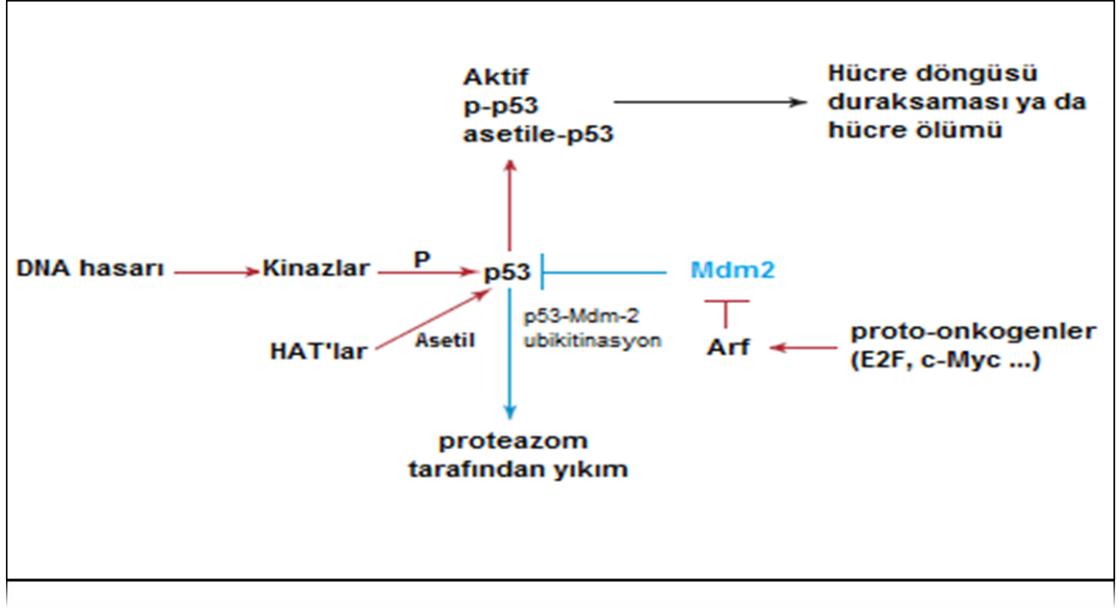 Aktif
p-p53
asetile-p53
Hücre döngüsü
duraksaması ya da
hücre ölümü
DNA hasarı
Kinazlar
P
p53
Mdm2
HAT'lar
Asetil
p53-Mdm-2
ubikitinasyon
Arf
proto-onkogenler
(E2F, c-Myc ...)
proteazom
tarafından yıkım